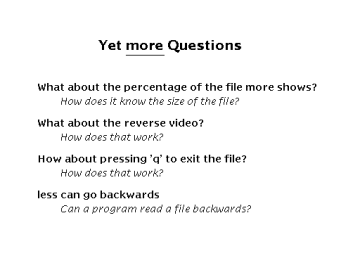 Yet more Questions
What about the percentage of the file more shows?
How does it know the size of the file?
What about the reverse video?
How does that work?
How about pressing 'q' to exit the file?
How does that work?
less can go backwards
Can a program read a file backwards?